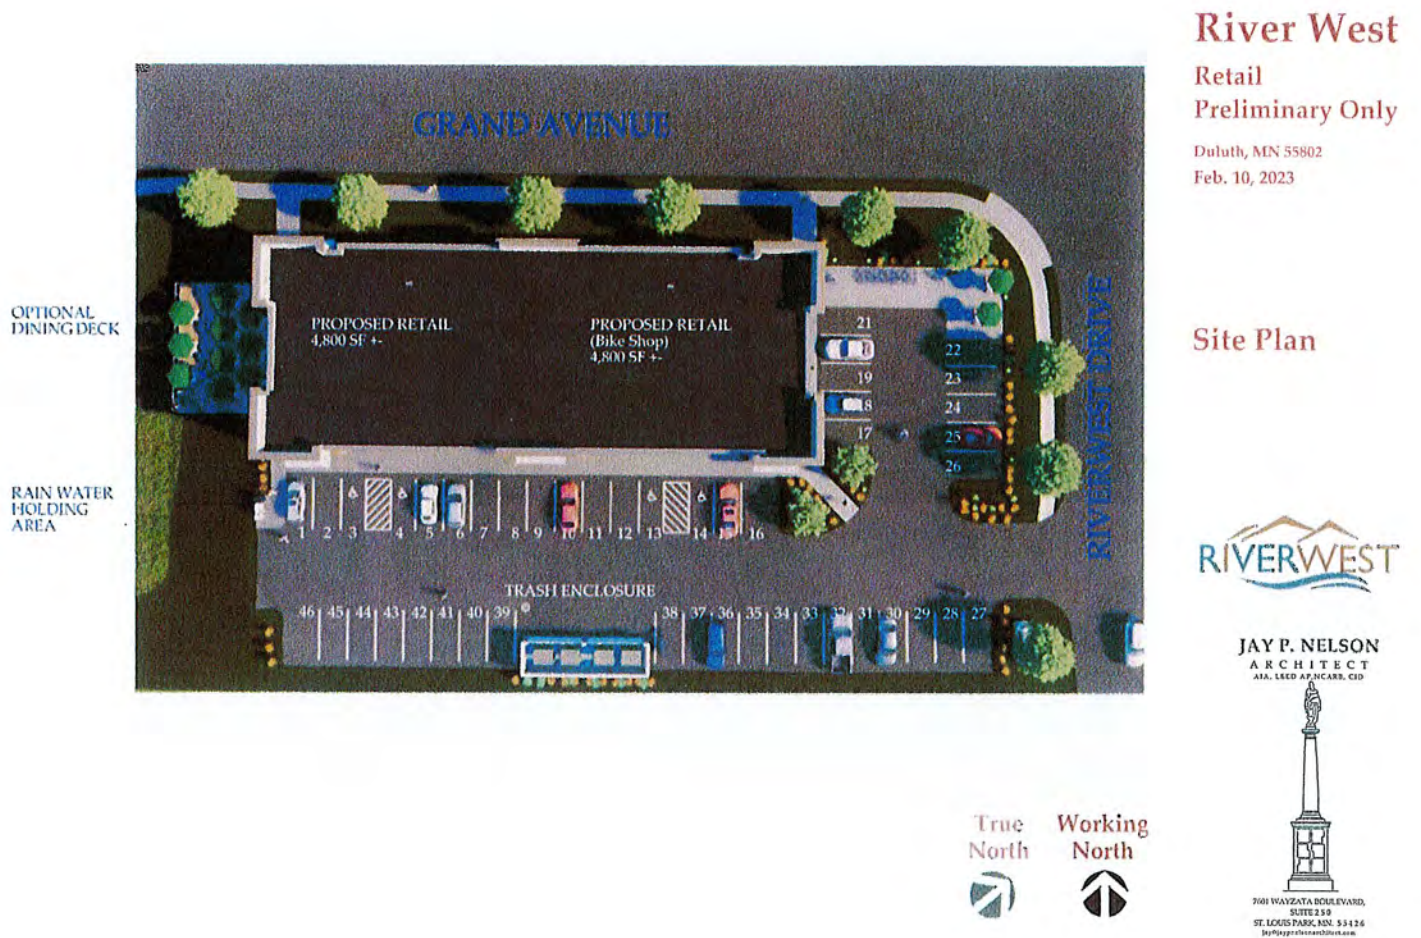 River West
Retail
Preliminary Only
Duluth, MN 55802
Feb. 10, 2023
GRAND AVENUE
OPTIONAL
DINING DECK
PROPOSED RETAIL
4,800 SF +-
PROPOSED RETAIL
(Bike Shop)
4,800 SF +-
RIVERWEST DRIVE
Site Plan
21
19
18
17
22
23
24
25
26
RAIN WATER
HOLDING
AREA
1 2 3 4 5 6 7 8 9 10 11 12 13 14 15 16
TRASH ENCLOSURE
46 45 44 43 42 41 40 39 38 37 36 35 34 33 32 31 30 29 28 27
RIVERWEST
JAY P. NELSON
ARCHITECT
AIA, LEED AP, NCARB, CID
True
North
Working
North
7601 WAYZATA BOULEVARD,
SUITE 250
ST. LOUIS PARK, MN. 55426